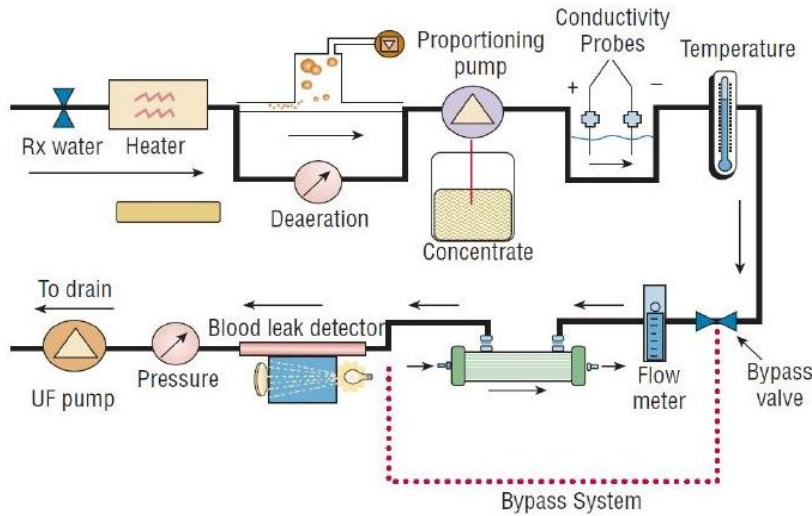 Proportioning
pump
Conductivity
Probes
Temperature
+
−
Rx water
Heater
Deaeration
Concentrate
To drain
Blood leak detector
UF pump
Pressure
Flow
meter
Bypass
valve
Bypass System